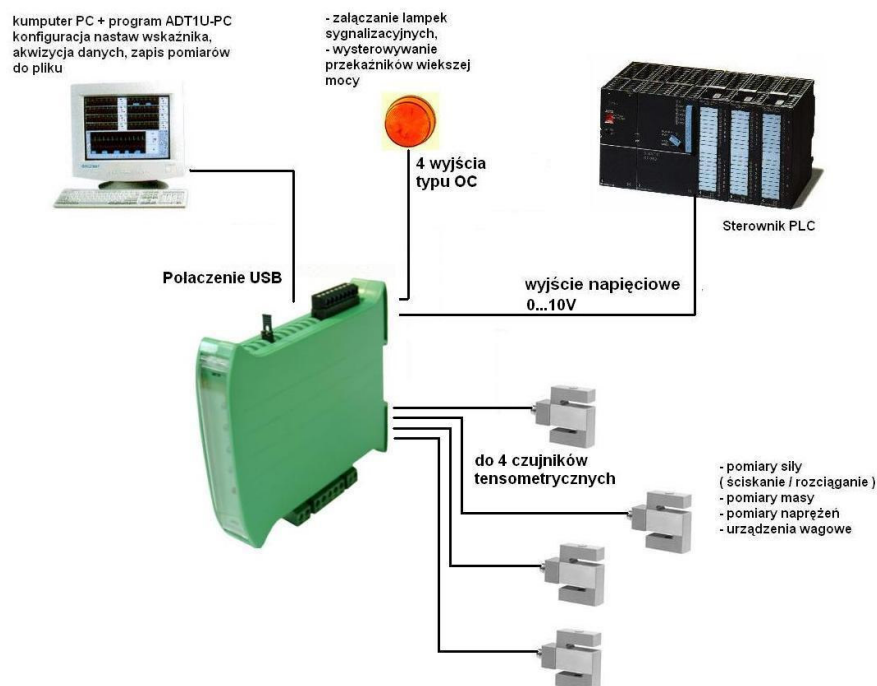 kumputer PC + program ADT1U-PC
konfiguracja nastaw wskaźnika,
akwizycja danych, zapis pomiarów
do pliku
- załączanie lampek
sygnalizacyjnych,
- wysterowywanie
przekaźników wiekszej
mocy
4 wyjścia
typu OC
Sterownik PLC
Połaczenie USB
wyjście napięciowe
0...10V
do 4 czujników
tensometrycznych
- pomiary siły
( ściskanie / rozciąganie )
- pomiary masy
- pomiary naprężeń
- urządzenia wagowe